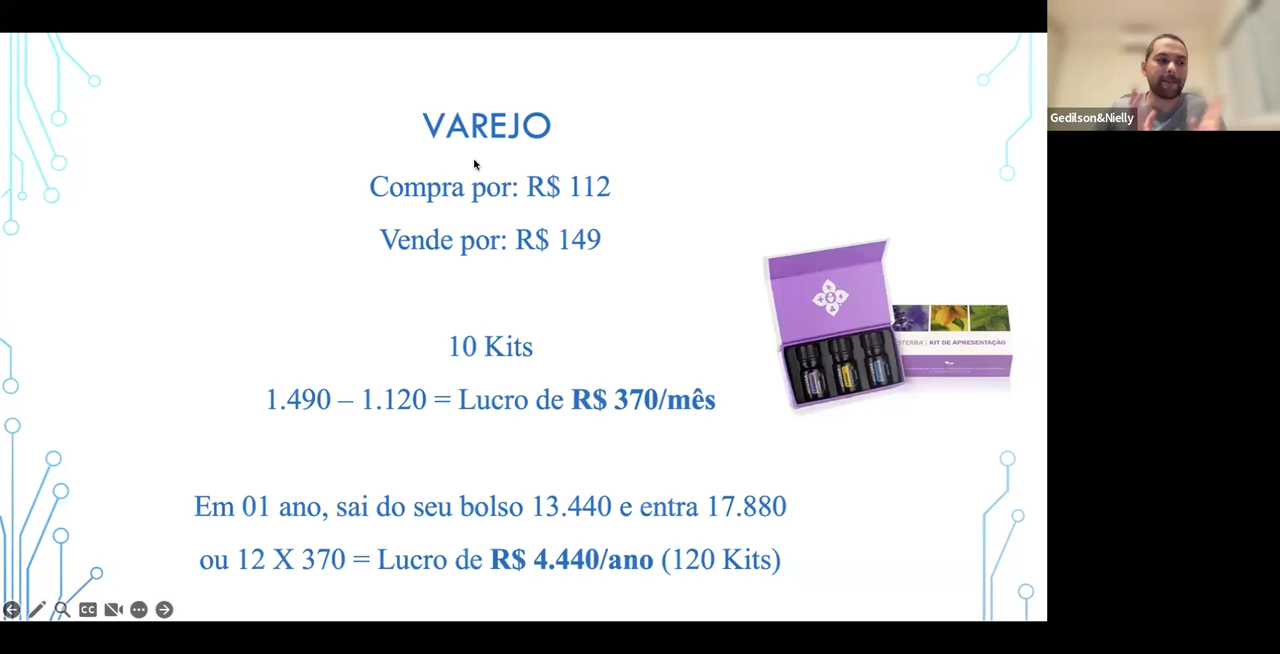 VAREJO
Compra por: R$ 112
Vende por: R$ 149
10 Kits
1.490 – 1.120 = Lucro de R$ 370/mês
Em 01 ano, sai do seu bolso 13.440 e entra 17.880
ou 12 X 370 = Lucro de R$ 4.440/ano (120 Kits)
KIT DE APRESENTAÇÃO
Gedilson&Nielly
CC